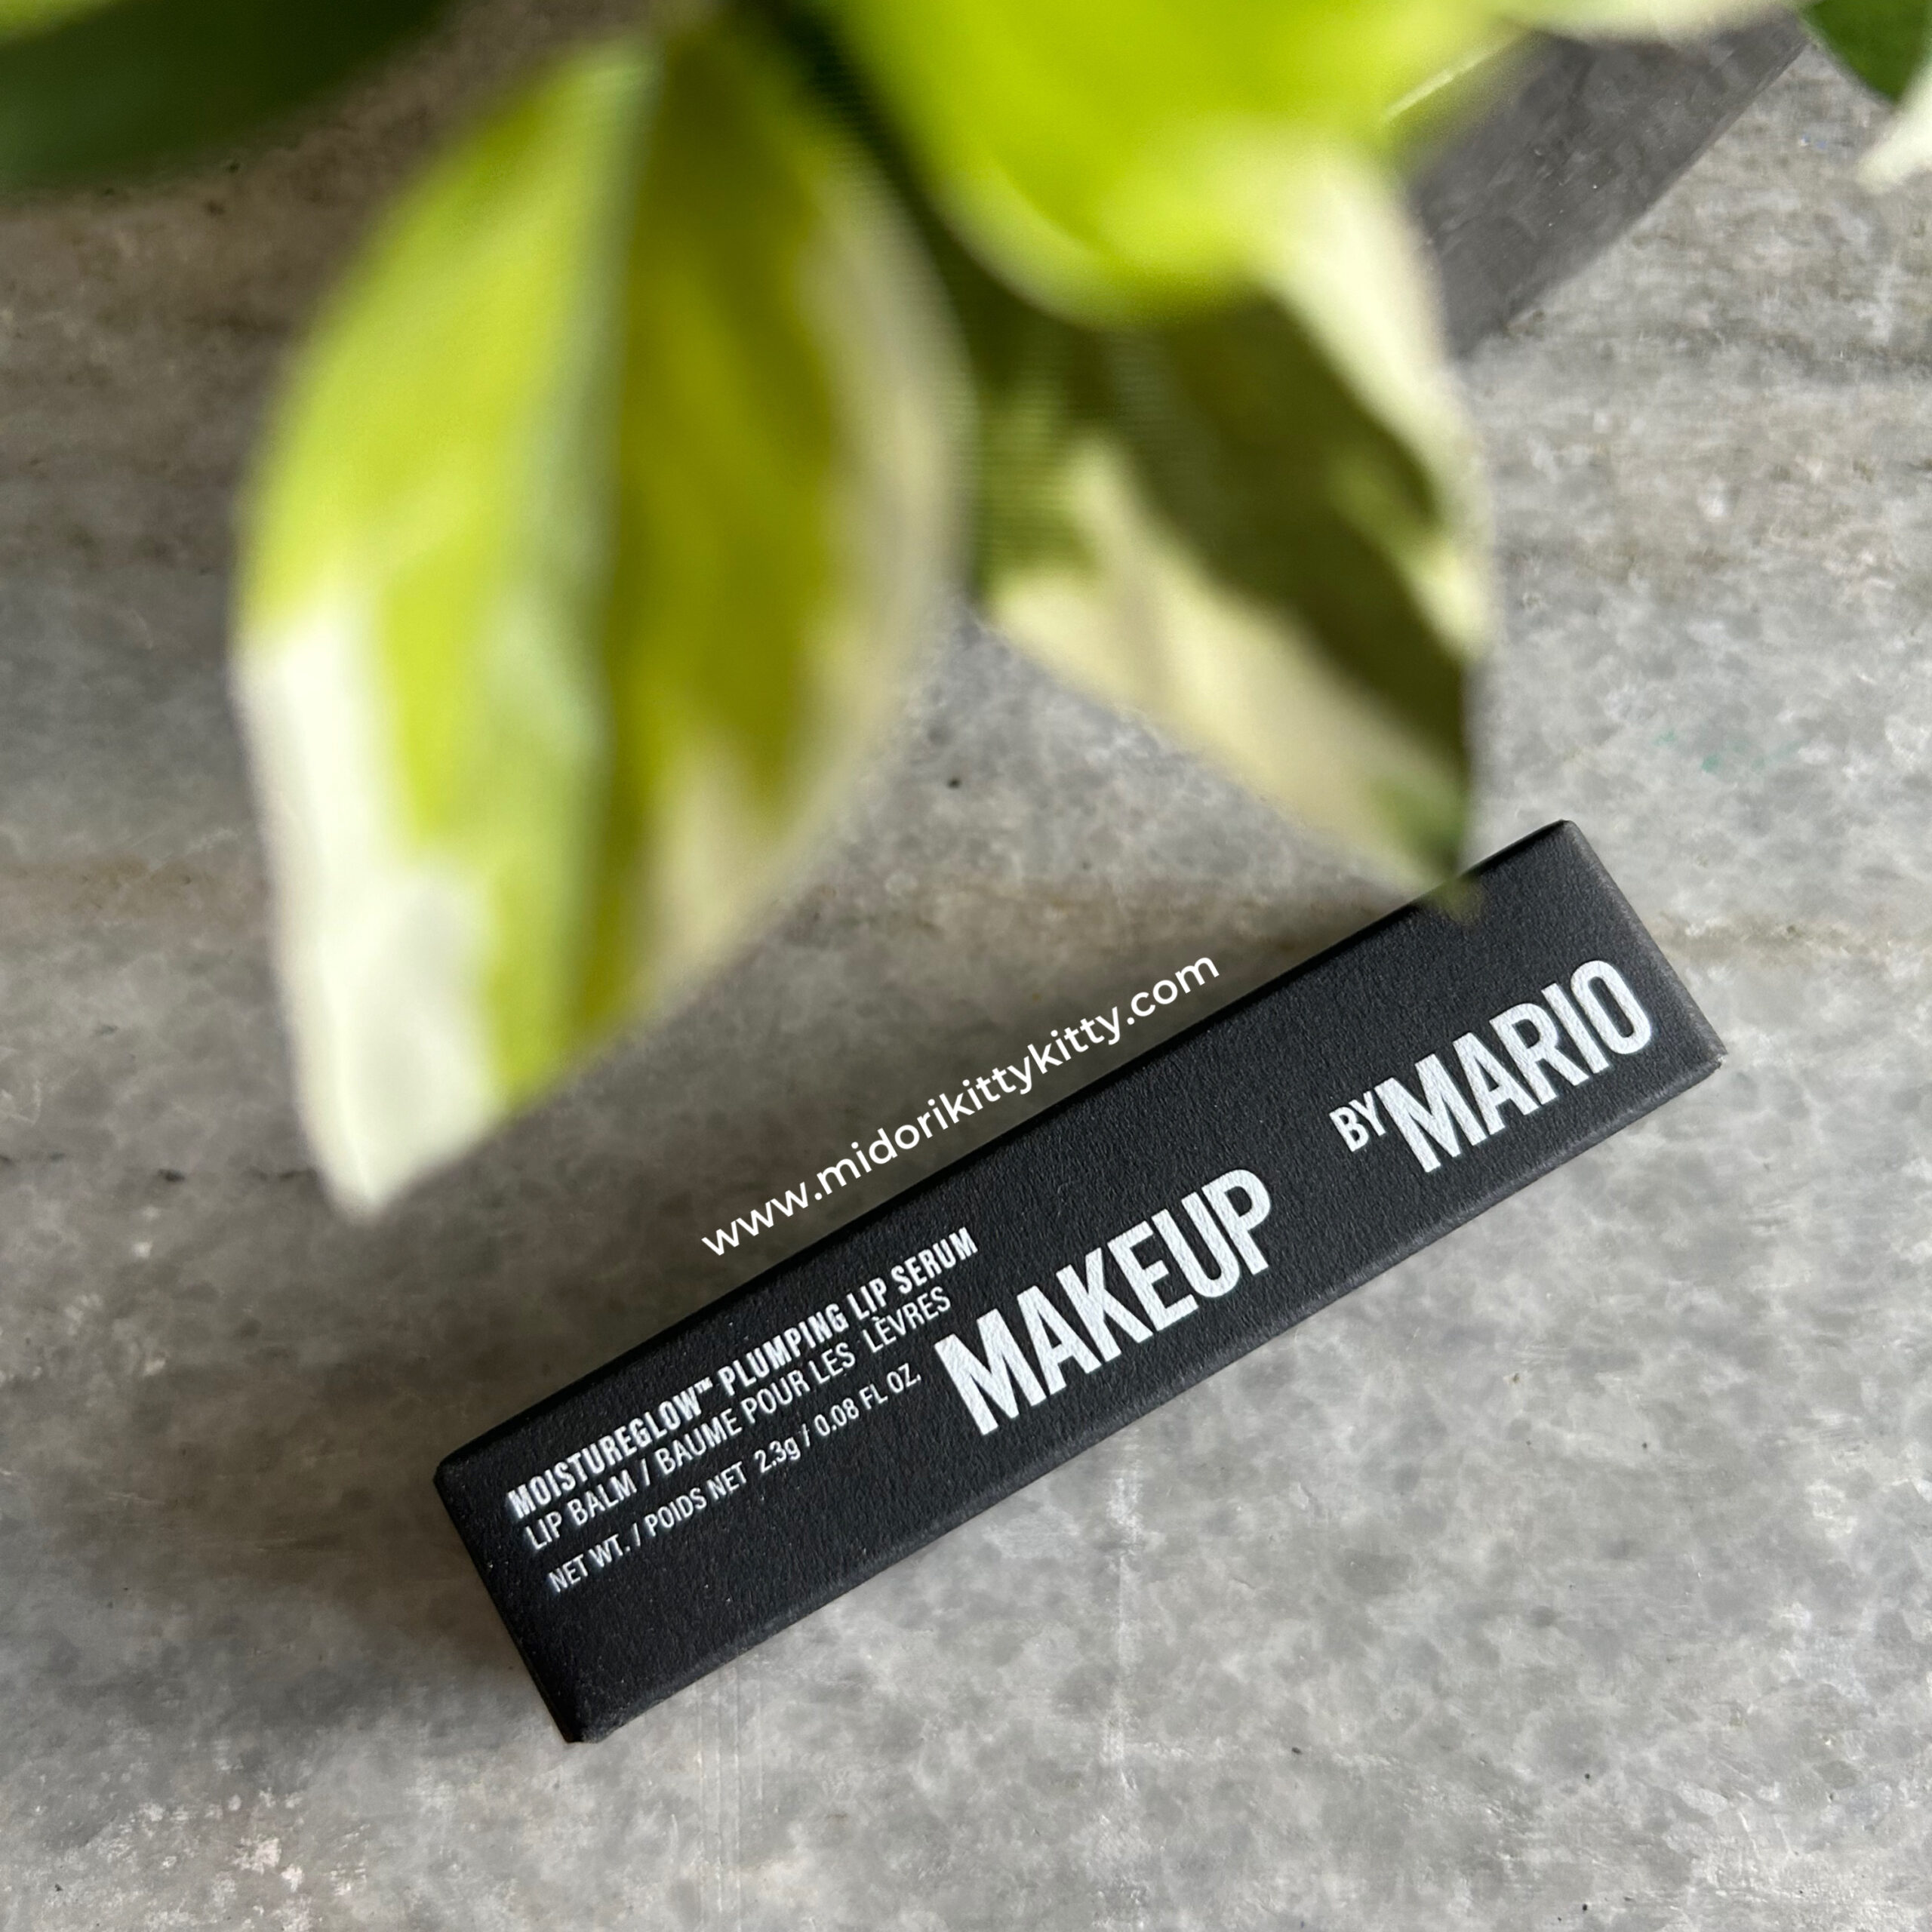 www.midorikittykitty.com
MOISTUREGLOW™ PLUMPING LIP SERUM
LIP BALM / BAUME POUR LES LÈVRES
NET WT. / POIDS NET 2.3g / 0.08 FL OZ.
MAKEUP
BY MARIO